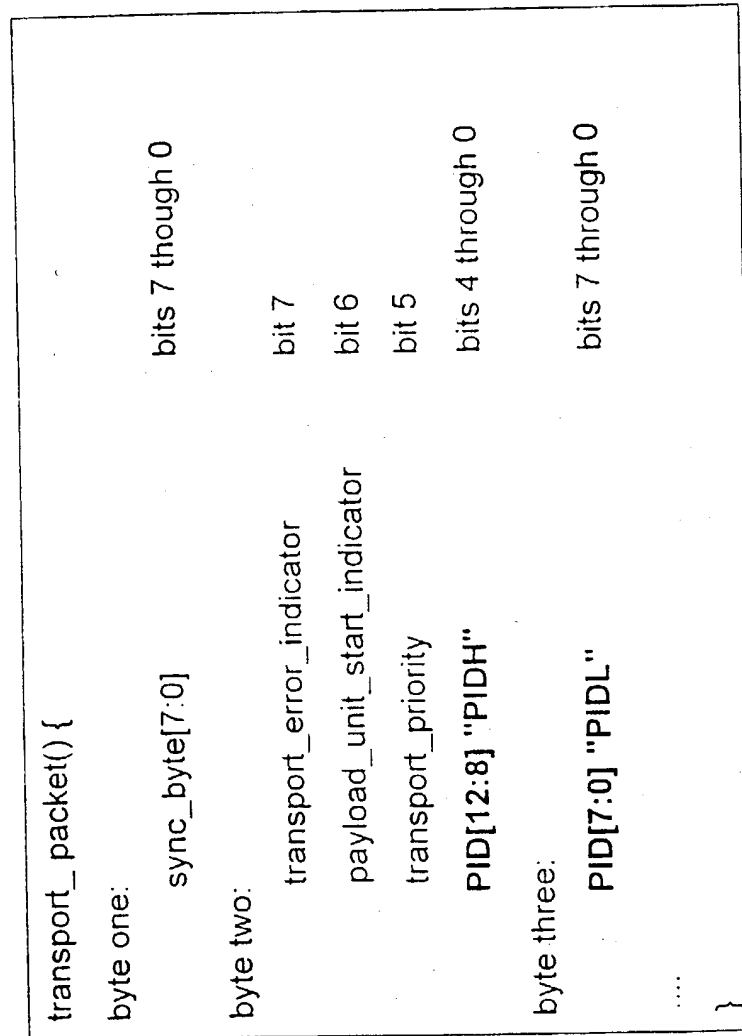 transport_ packet() {
byte one:
sync_byte[7:0] bits 7 though 0
byte two:
transport_error_indicator bit 7
payload_unit_start_indicator bit 6
transport_priority bit 5
PID[12:8] "PIDH" bits 4 through 0
byte three:
PID[7:0] "PIDL" bits 7 through 0
....
}